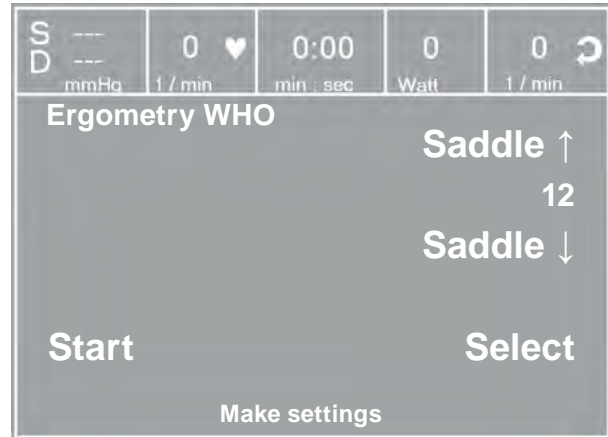 S --- 0 ♥ 0:00 0 0
D --- mmHg 1 / min min : sec Watt 1 / min
Ergometry WHO
Saddle ↑
12
Saddle ↓
Start Select
Make settings